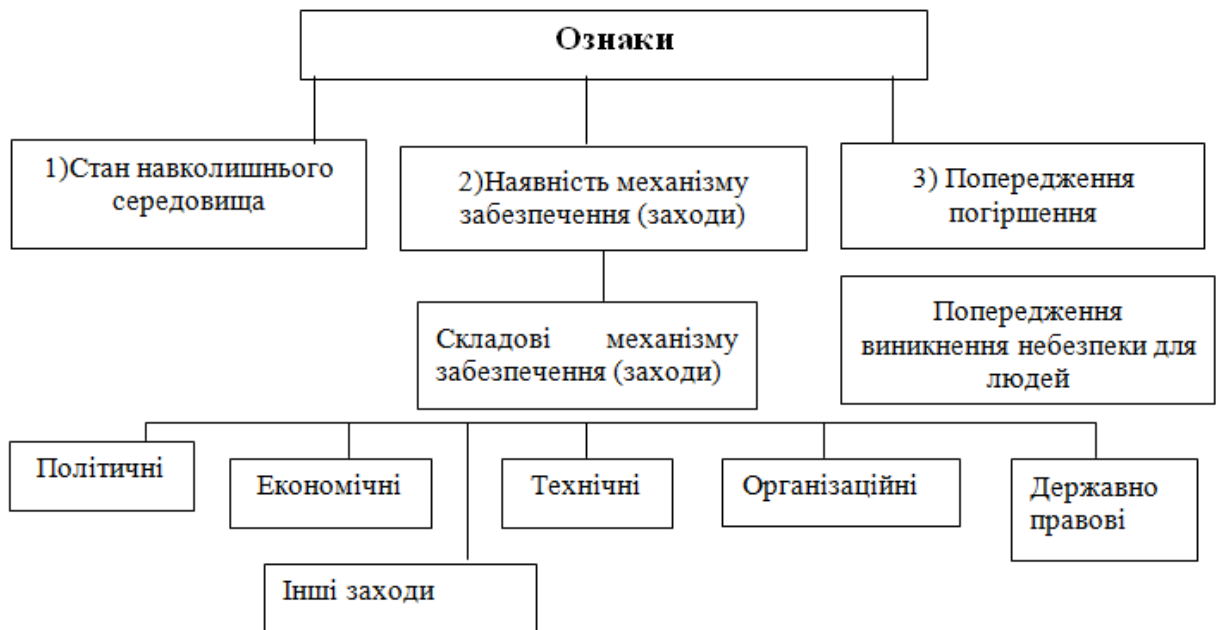 Ознаки
1)Стан навколишнього
середовища
2)Наявність механізму
забезпечення (заходи)
3) Попередження
погіршення
Складові механізму
забезпечення (заходи)
Попередження
виникнення небезпеки для
людей
Політичні
Економічні
Технічні
Організаційні
Державно
правові
Інші заходи